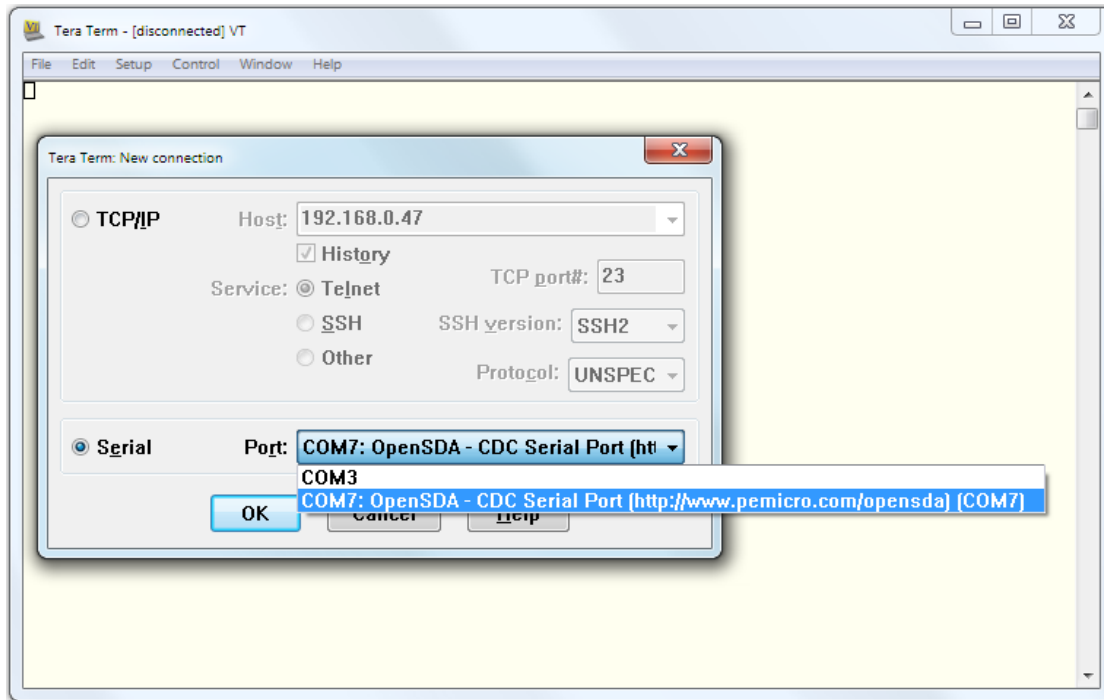 Tera Term - [disconnected] VT
File Edit Setup Control Window Help
Tera Term: New connection
TCP/IP Host: 192.168.0.47
History
Service: Telnet TCP port#: 23
SSH SSH version: SSH2
Other Protocol: UNSPEC
Serial Port: COM7: OpenSDA - CDC Serial Port (htt
COM3
COM7: OpenSDA - CDC Serial Port (http://www.pemicro.com/opensda) (COM7)
OK Cancel Help